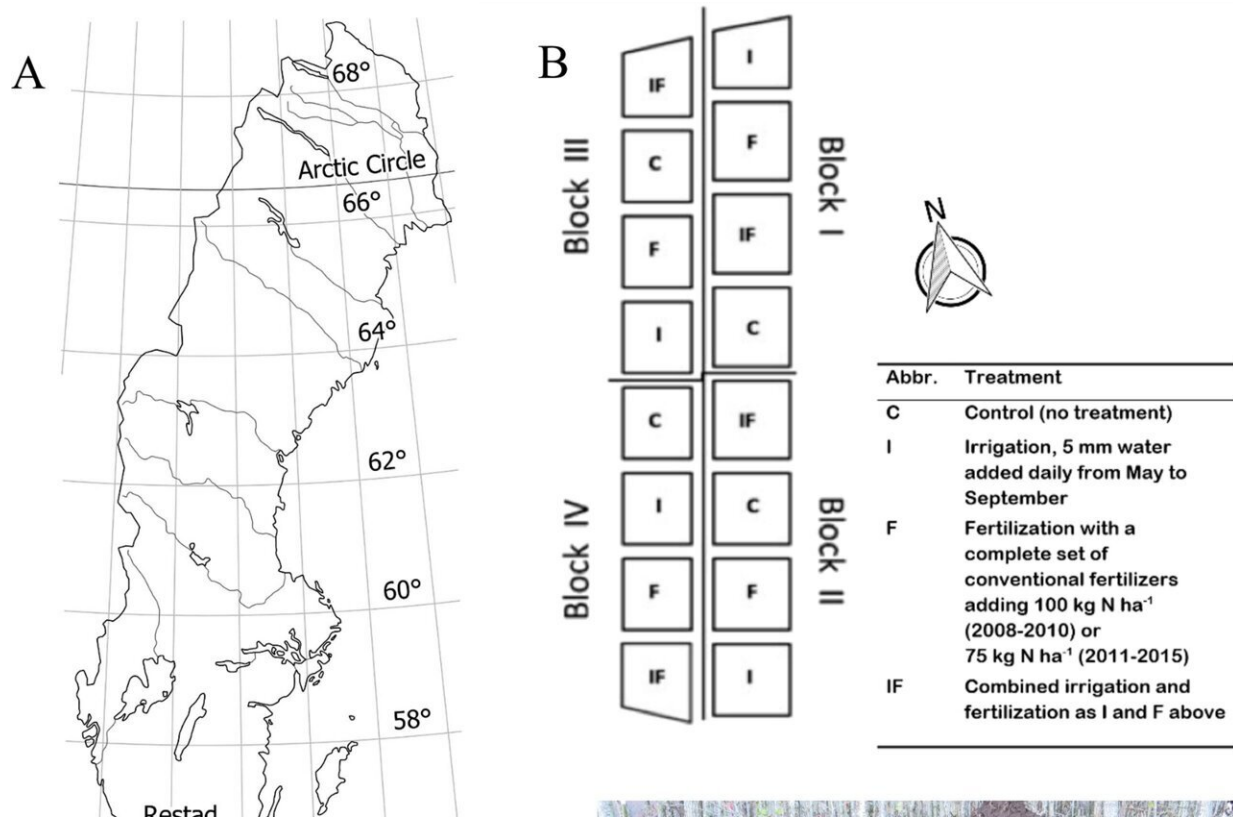 A
68°
Arctic Circle
66°
64°
62°
60°
58°
Restad
B
Block III
IF
C
F
I
Block I
I
F
IF
C
Block IV
C
I
F
IF
Block II
IF
C
F
I
N
Abbr. Treatment
C Control (no treatment)
I Irrigation, 5 mm water
added daily from May to
September
F Fertilization with a
complete set of
conventional fertilizers
adding 100 kg N ha⁻¹
(2008-2010) or
75 kg N ha⁻¹ (2011-2015)
IF Combined irrigation and
fertilization as I and F above